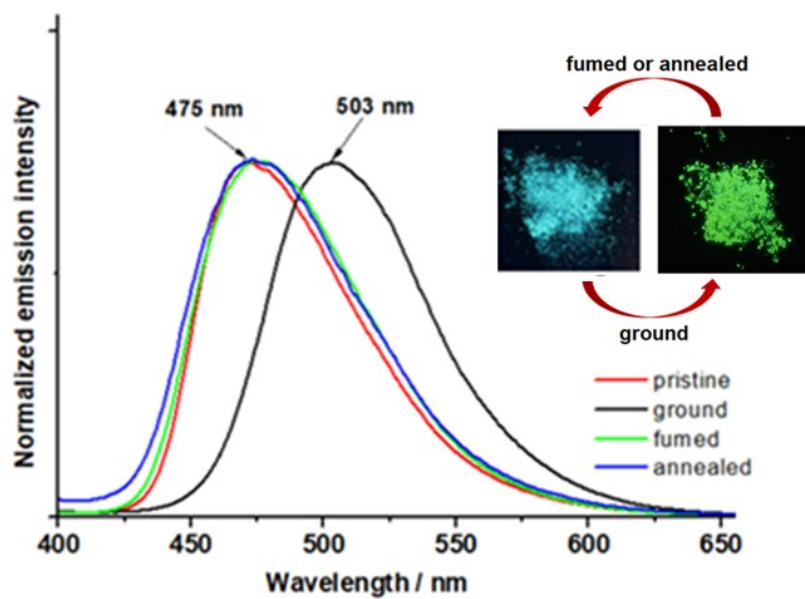 Normalized emission intensity
475 nm
503 nm
fumed or annealed
ground
pristine
ground
fumed
annealed
400
450
500
550
600
650
Wavelength / nm